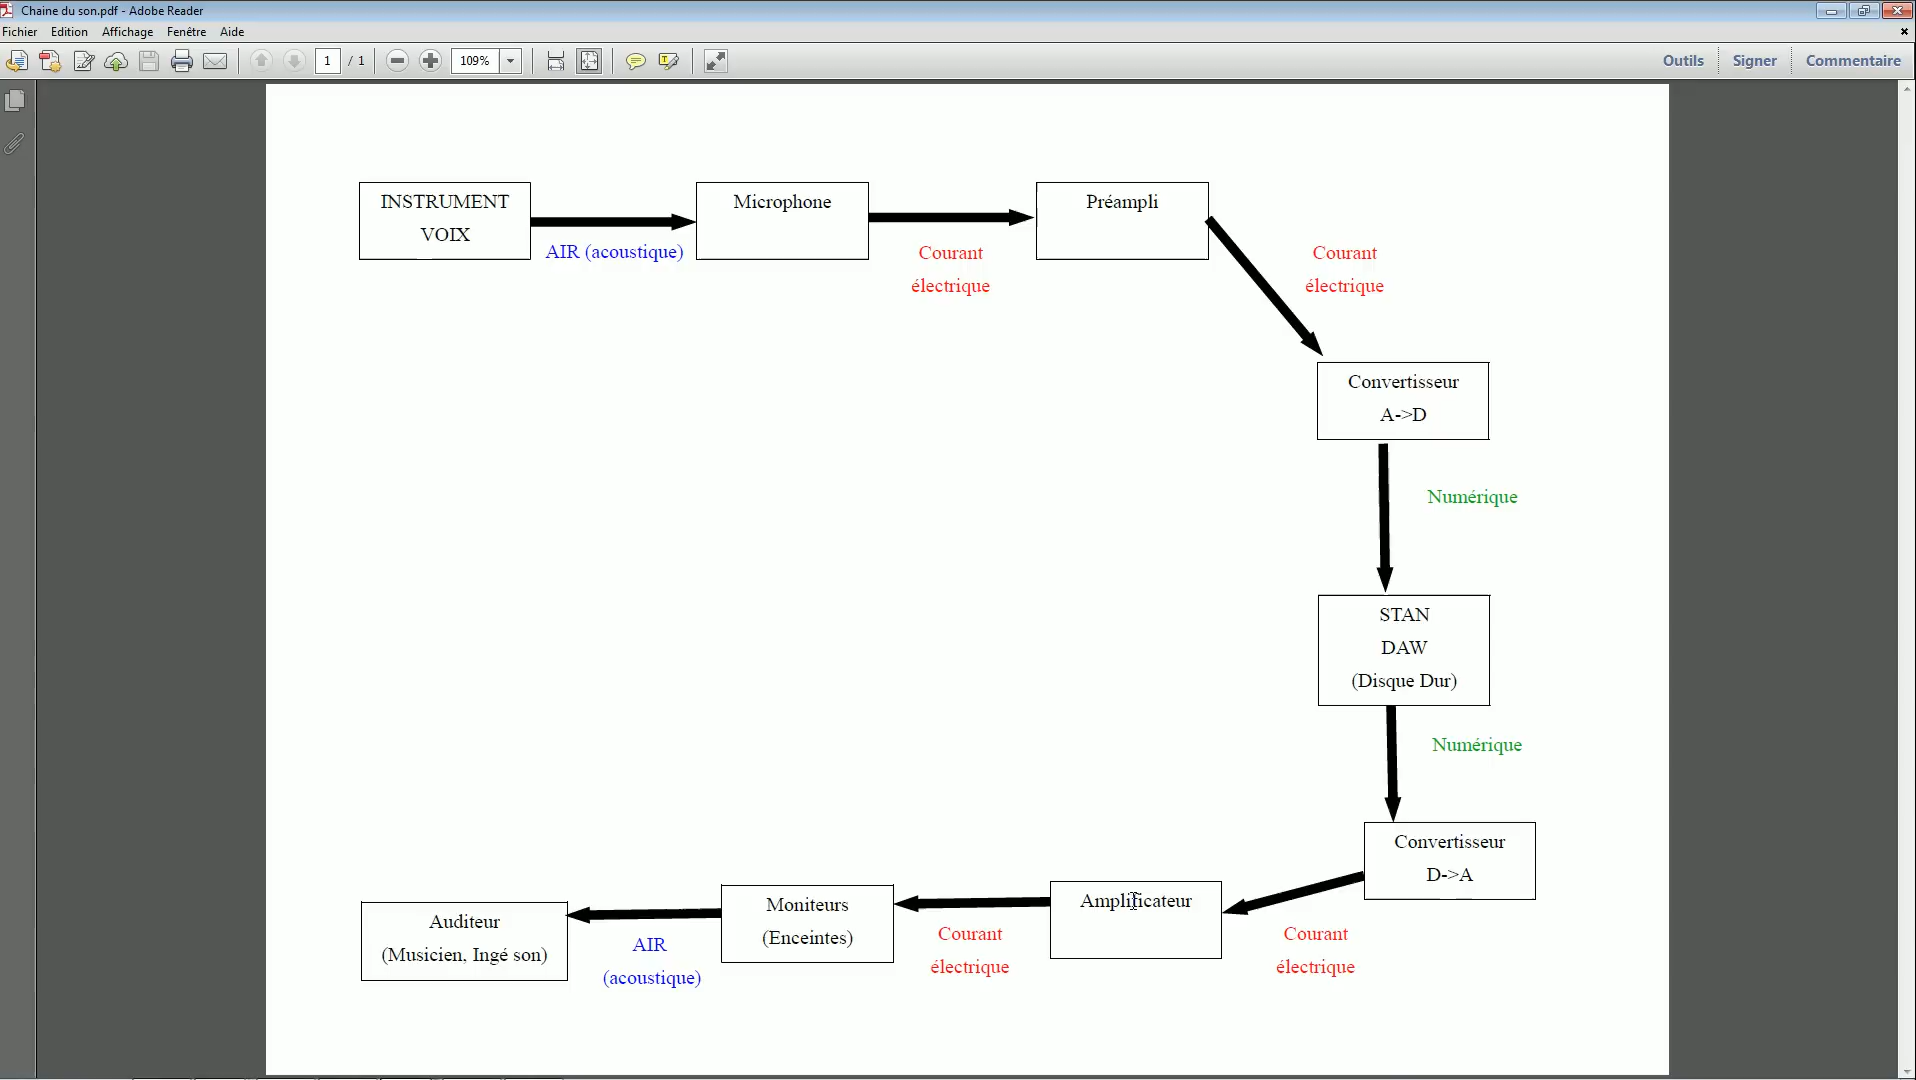 Chaine du son.pdf - Adobe Reader
Fichier Edition Affichage Fenêtre Aide
1 / 1 109% Outils Signer Commentaire
INSTRUMENT
VOIX
AIR (acoustique)
Microphone
Courant
électrique
Préampli
Courant
électrique
Convertisseur
A->D
Numérique
STAN
DAW
(Disque Dur)
Numérique
Convertisseur
D->A
Courant
électrique
Amplificateur
Courant
électrique
Moniteurs
(Enceintes)
AIR
(acoustique)
Auditeur
(Musicien, Ingé son)